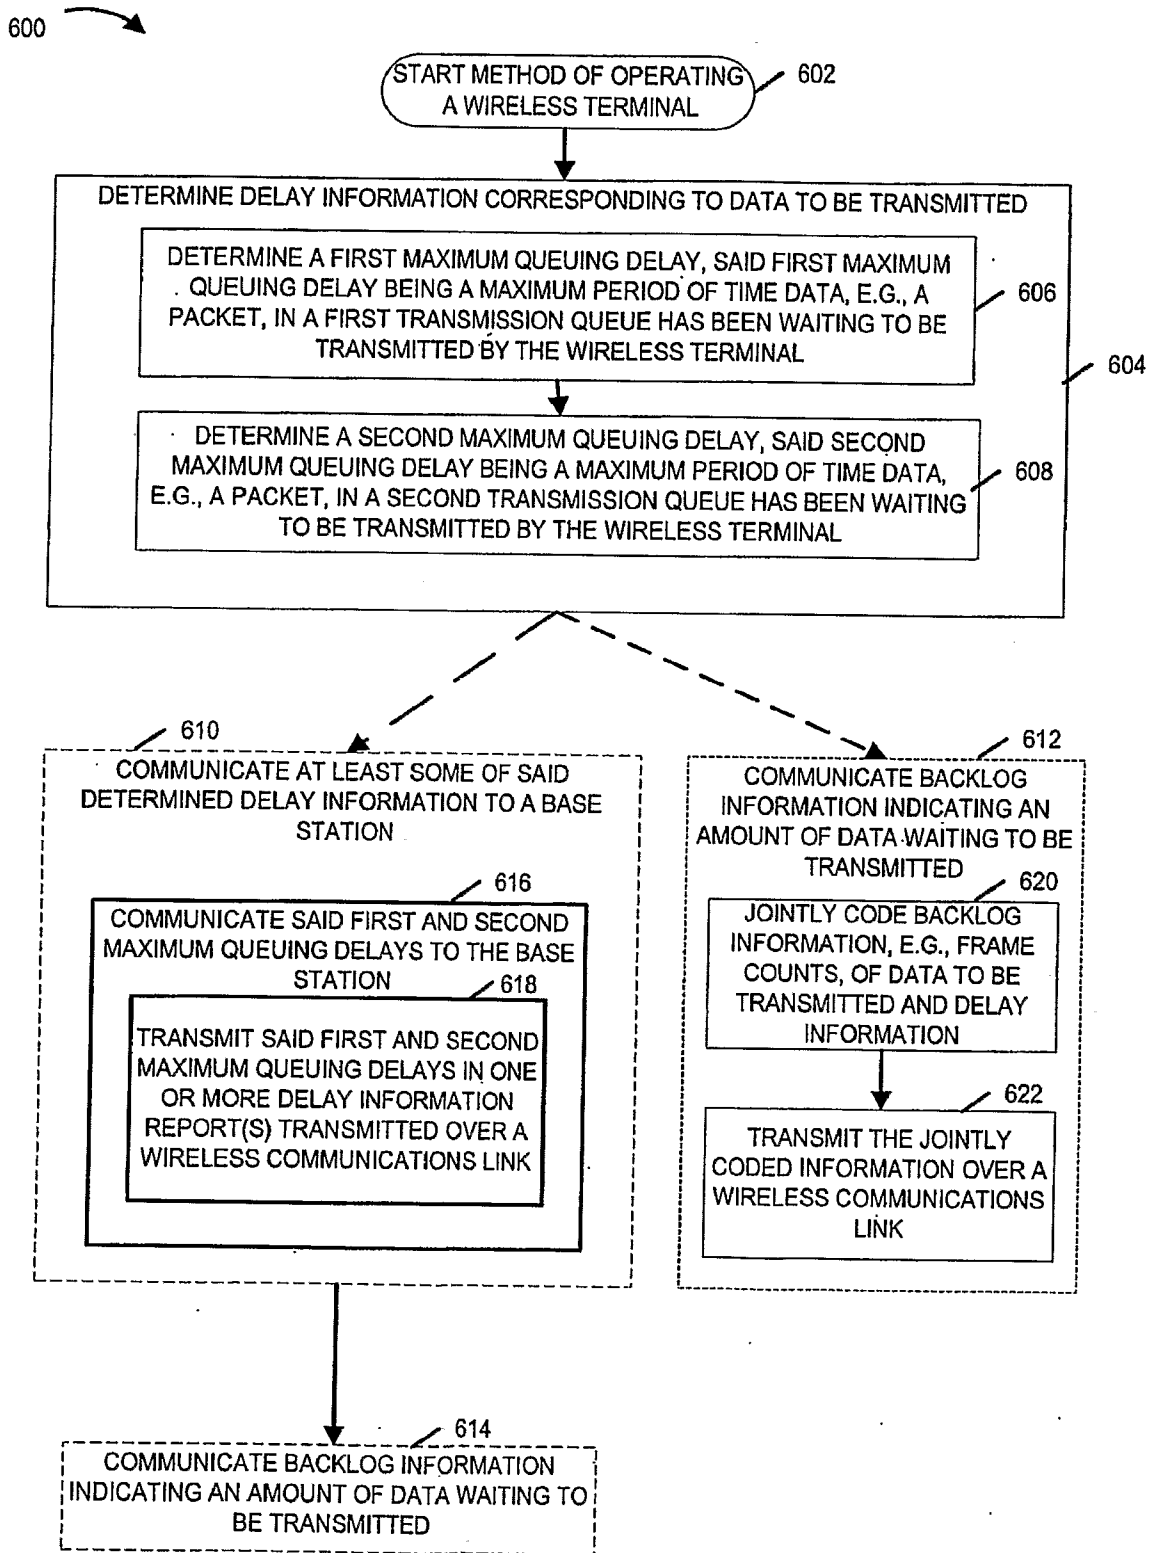 600
START METHOD OF OPERATING
A WIRELESS TERMINAL
602
DETERMINE DELAY INFORMATION CORRESPONDING TO DATA TO BE TRANSMITTED
DETERMINE A FIRST MAXIMUM QUEUING DELAY, SAID FIRST MAXIMUM
QUEUING DELAY BEING A MAXIMUM PERIOD OF TIME DATA, E.G., A
PACKET, IN A FIRST TRANSMISSION QUEUE HAS BEEN WAITING TO BE
TRANSMITTED BY THE WIRELESS TERMINAL
606
604
DETERMINE A SECOND MAXIMUM QUEUING DELAY, SAID SECOND
MAXIMUM QUEUING DELAY BEING A MAXIMUM PERIOD OF TIME DATA,
E.G., A PACKET, IN A SECOND TRANSMISSION QUEUE HAS BEEN WAITING
TO BE TRANSMITTED BY THE WIRELESS TERMINAL
608
610
COMMUNICATE AT LEAST SOME OF SAID
DETERMINED DELAY INFORMATION TO A BASE
STATION
616
COMMUNICATE SAID FIRST AND SECOND
MAXIMUM QUEUING DELAYS TO THE BASE
STATION
618
TRANSMIT SAID FIRST AND SECOND
MAXIMUM QUEUING DELAYS IN ONE
OR MORE DELAY INFORMATION
REPORT(S) TRANSMITTED OVER A
WIRELESS COMMUNICATIONS LINK
612
COMMUNICATE BACKLOG
INFORMATION INDICATING AN
AMOUNT OF DATA WAITING TO BE
TRANSMITTED
620
JOINTLY CODE BACKLOG
INFORMATION, E.G., FRAME
COUNTS, OF DATA TO BE
TRANSMITTED AND DELAY
INFORMATION
622
TRANSMIT THE JOINTLY
CODED INFORMATION OVER A
WIRELESS COMMUNICATIONS
LINK
614
COMMUNICATE BACKLOG INFORMATION
INDICATING AN AMOUNT OF DATA WAITING TO
BE TRANSMITTED